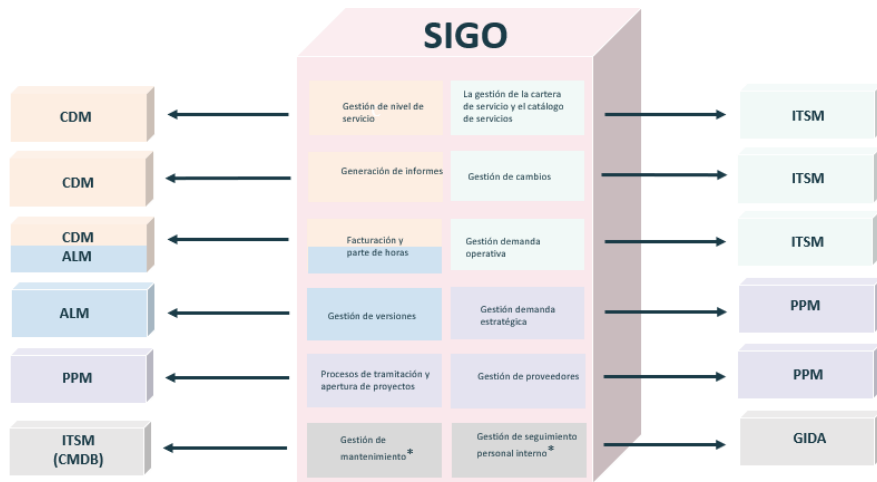 SIGO
CDM
Gestión de nivel de
servicio
La gestión de la cartera
de servicio y el catálogo
de servicios
ITSM
CDM
Generación de informes
Gestión de cambios
ITSM
CDM
ALM
Facturación y
parte de horas
Gestión demanda
operativa
ITSM
ALM
Gestión de versiones
Gestión demanda
estratégica
PPM
PPM
Procesos de tramitación y
apertura de proyectos
Gestión de proveedores
PPM
ITSM
(CMDB)
Gestión de
mantenimiento*
Gestión de seguimiento
personal interno*
GIDA